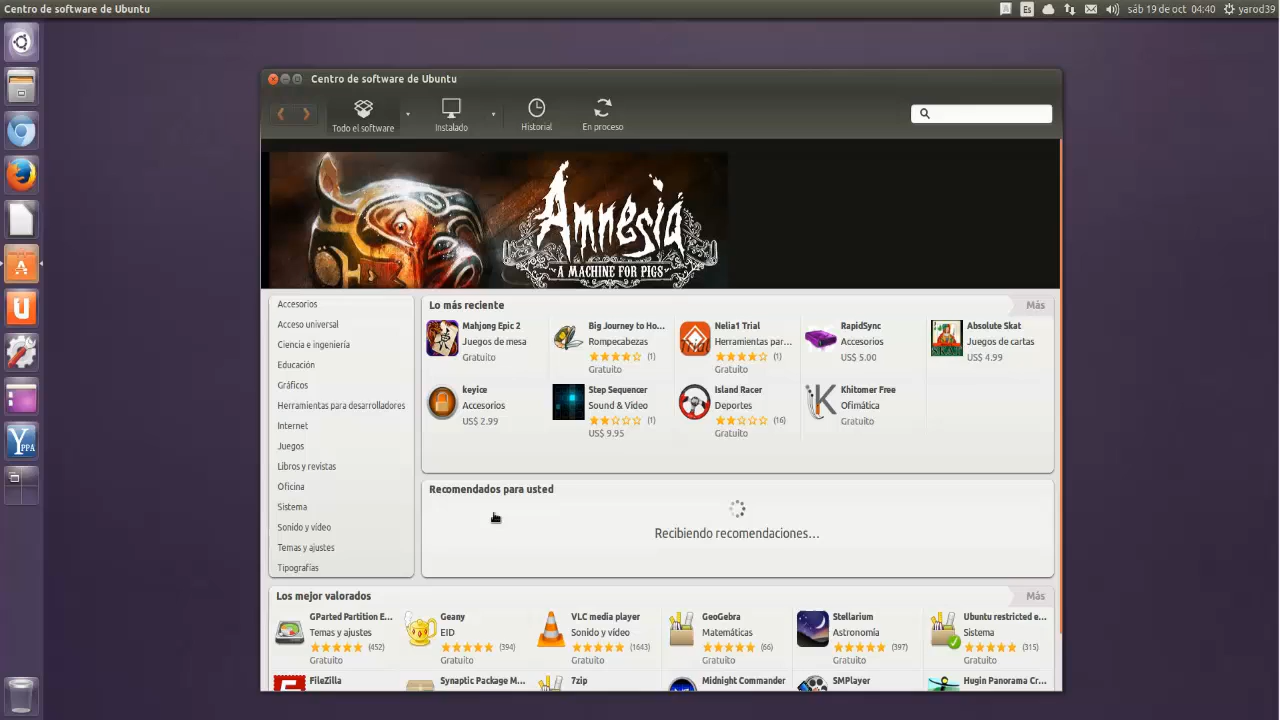 Centro de software de Ubuntu
Es
sáb 19 de oct 04:40
yarod39
Centro de software de Ubuntu
Todo el software
Instalado
Historial
En proceso
Amnesia
A MACHINE FOR PIGS
Accesorios
Acceso universal
Ciencia e ingeniería
Educación
Gráficos
Herramientas para desarrolladores
Internet
Juegos
Libros y revistas
Oficina
Sistema
Sonido y vídeo
Temas y ajustes
Tipografías
Lo más reciente
Más
Mahjong Epic 2
Juegos de mesa
Gratuito
Big Journey to Ho...
Rompecabezas
(1)
Gratuito
Nelia1 Trial
Herramientas par...
(1)
Gratuito
RapidSync
Accesorios
US$ 5.00
Absolute Skat
Juegos de cartas
US$ 4.99
keyice
Accesorios
US$ 2.99
Step Sequencer
Sound & Video
(1)
US$ 9.95
Island Racer
Deportes
(16)
Gratuito
Khitomer Free
Ofimática
Gratuito
Recomendados para usted
Recibiendo recomendaciones...
Los mejor valorados
Más
GParted Partition E...
Temas y ajustes
(452)
Gratuito
Geany
EID
(394)
Gratuito
VLC media player
Sonido y vídeo
(1643)
Gratuito
GeoGebra
Matemáticas
(66)
Gratuito
Stellarium
Astronomía
(397)
Gratuito
Ubuntu restricted e...
Sistema
(315)
Gratuito
FileZilla
Synaptic Package M...
7zip
Midnight Commander
SMPlayer
Hugin Panorama Cr...
Y PPA